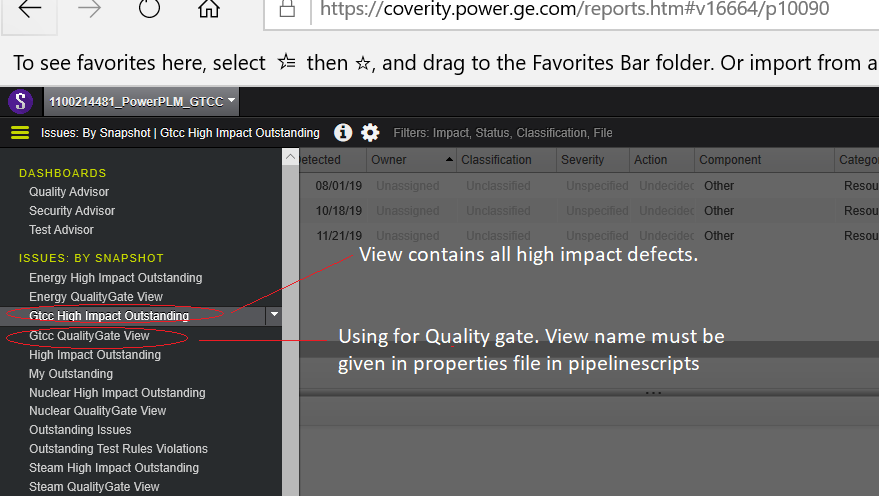 https://coverity.power.ge.com/reports.htm#v16664/p10090
To see favorites here, select then ☆, and drag to the Favorites Bar folder. Or import from a
S 1100214481_PowerPLM_GTCC
Issues: By Snapshot | Gtcc High Impact Outstanding i Filters: Impact, Status, Classification, File
etected Owner Classification Severity Action Component Catego
DASHBOARDS
Quality Advisor
Security Advisor
Test Advisor
08/01/19 Unassigned Unclassified Unspecified Undecided Other Resou
10/18/19 Unassigned Unclassified Unspecified Undecided Other Resou
11/21/19 Unassigned Unclassified Unspecified Undecided Other Resou
ISSUES: BY SNAPSHOT
Energy High Impact Outstanding
Energy QualityGate View
Gtcc High Impact Outstanding
Gtcc QualityGate View
High Impact Outstanding
My Outstanding
Nuclear High Impact Outstanding
Nuclear QualityGate View
Outstanding Issues
Outstanding Test Rules Violations
Steam High Impact Outstanding
Steam QualityGate View
View contains all high impact defects.
Using for Quality gate. View name must be
given in properties file in pipelinescripts